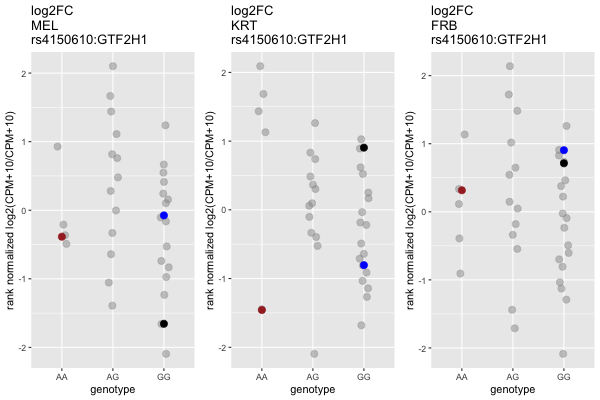 log2FC
MEL
rs4150610:GTF2H1
rank normalized log2(CPM+10/CPM+10)
2
1
0
-1
-2
AA
AG
GG
genotype
log2FC
KRT
rs4150610:GTF2H1
rank normalized log2(CPM+10/CPM+10)
2
1
0
-1
-2
AA
AG
GG
genotype
log2FC
FRB
rs4150610:GTF2H1
rank normalized log2(CPM+10/CPM+10)
2
1
0
-1
-2
AA
AG
GG
genotype